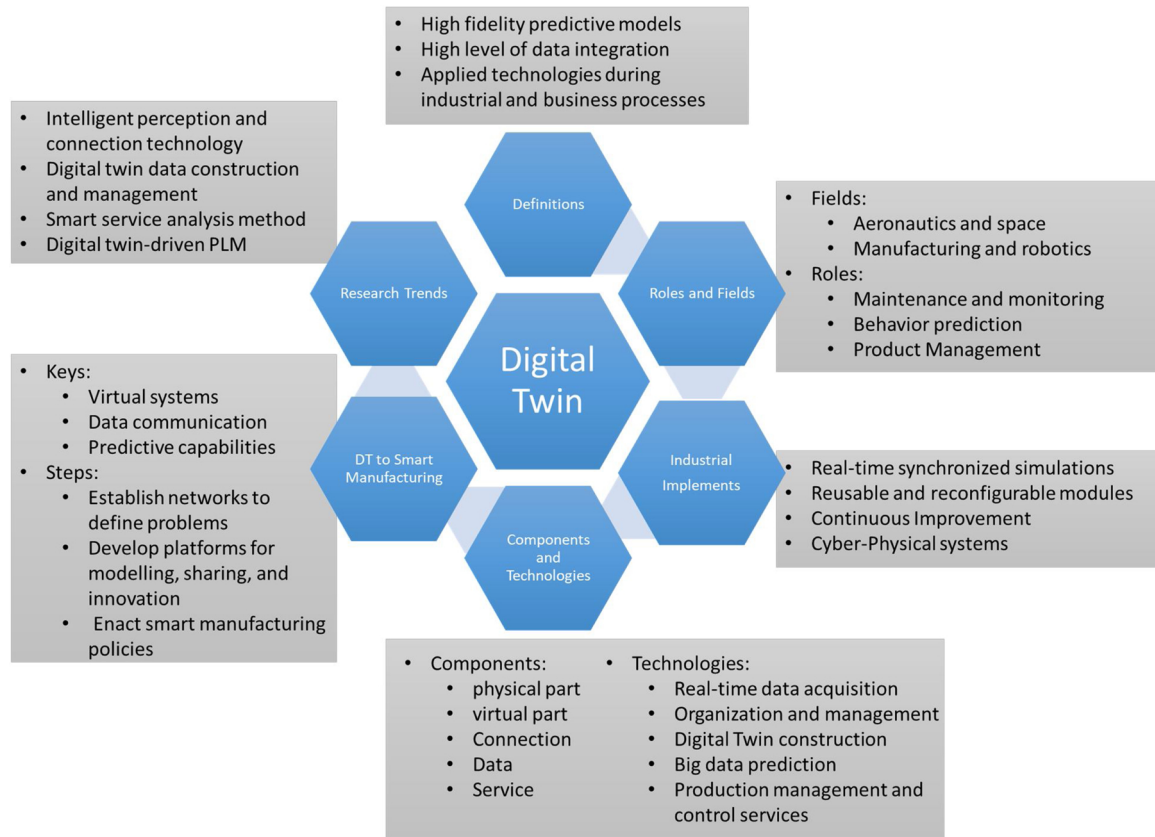 • High fidelity predictive models
• High level of data integration
• Applied technologies during
industrial and business processes
• Intelligent perception and
connection technology
• Digital twin data construction
and management
• Smart service analysis method
• Digital twin-driven PLM
Definitions
• Fields:
• Aeronautics and space
• Manufacturing and robotics
• Roles:
• Maintenance and monitoring
• Behavior prediction
• Product Management
Research Trends
Roles and Fields
Digital
Twin
• Keys:
• Virtual systems
• Data communication
• Predictive capabilities
• Steps:
• Establish networks to
define problems
• Develop platforms for
modelling, sharing, and
innovation
• Enact smart manufacturing
policies
DT to Smart
Manufacturing
Industrial
Implements
• Real-time synchronized simulations
• Reusable and reconfigurable modules
• Continuous Improvement
• Cyber-Physical systems
Components
and
Technologies
• Components:
• physical part
• virtual part
• Connection
• Data
• Service
• Technologies:
• Real-time data acquisition
• Organization and management
• Digital Twin construction
• Big data prediction
• Production management and
control services